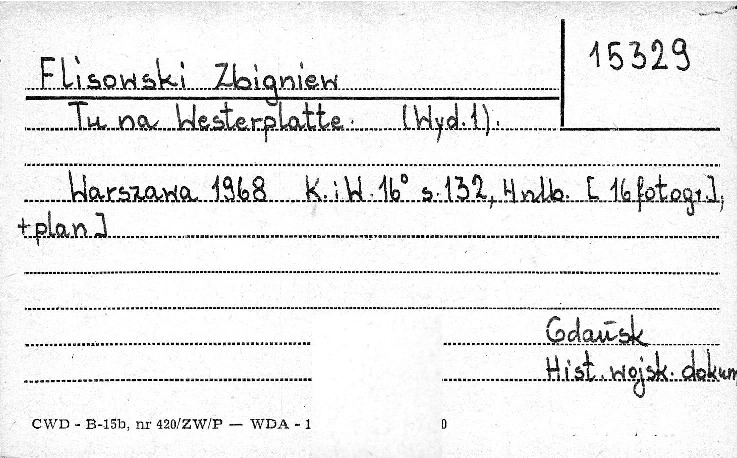 15329
Flisowski Zbigniew
Tu na Westerplatte. (Wyd. 1).
Warszawa 1968 K. i W. 16° s. 132, 4 nlb. [16 fotogr.],
+ plan]
Gdańsk
Hist. wojsk. dokum
CWD - B-15b, nr 420/ZW/P — WDA - 1 0